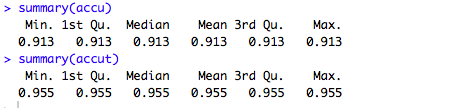 > summary(accu)
   Min. 1st Qu.  Median    Mean 3rd Qu.    Max.
  0.913   0.913   0.913   0.913   0.913   0.913
> summary(accut)
   Min. 1st Qu.  Median    Mean 3rd Qu.    Max.
  0.955   0.955   0.955   0.955   0.955   0.955